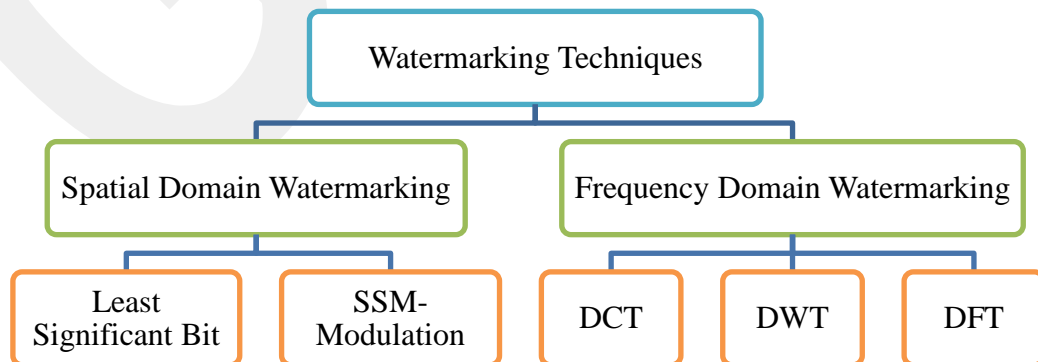 Watermarking Techniques
Spatial Domain Watermarking
Frequency Domain Watermarking
Least
Significant Bit
SSM-
Modulation
DCT
DWT
DFT